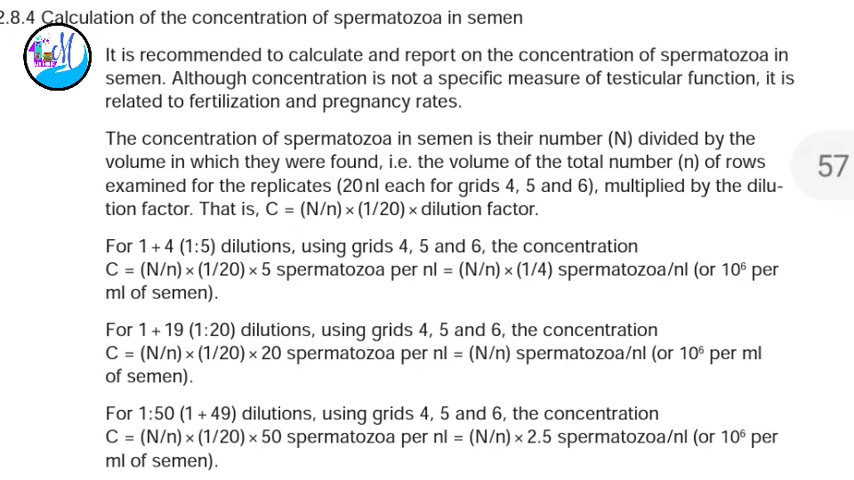 2.8.4 Calculation of the concentration of spermatozoa in semen
It is recommended to calculate and report on the concentration of spermatozoa in
semen. Although concentration is not a specific measure of testicular function, it is
related to fertilization and pregnancy rates.
The concentration of spermatozoa in semen is their number (N) divided by the
volume in which they were found, i.e. the volume of the total number (n) of rows
examined for the replicates (20 nl each for grids 4, 5 and 6), multiplied by the dilu-
tion factor. That is, C = (N/n) × (1/20) × dilution factor.
57
For 1 + 4 (1:5) dilutions, using grids 4, 5 and 6, the concentration
C = (N/n) × (1/20) × 5 spermatozoa per nl = (N/n) × (1/4) spermatozoa/nl (or 10⁶ per
ml of semen).
For 1 + 19 (1:20) dilutions, using grids 4, 5 and 6, the concentration
C = (N/n) × (1/20) × 20 spermatozoa per nl = (N/n) spermatozoa/nl (or 10⁶ per ml
of semen).
For 1:50 (1 + 49) dilutions, using grids 4, 5 and 6, the concentration
C = (N/n) × (1/20) × 50 spermatozoa per nl = (N/n) × 2.5 spermatozoa/nl (or 10⁶ per
ml of semen).